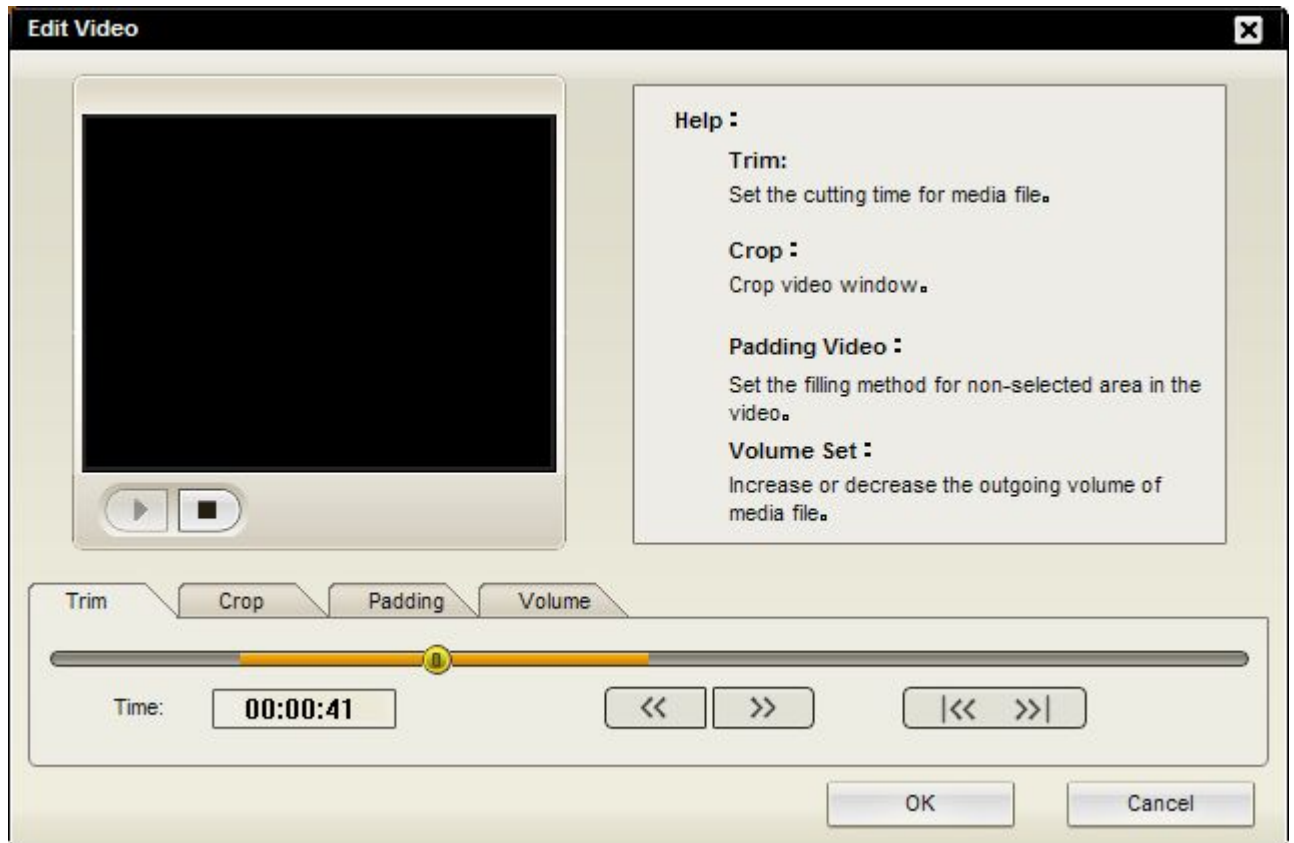 Edit Video
Help：
Trim:
Set the cutting time for media file。
Crop：
Crop video window。
Padding Video：
Set the filling method for non-selected area in the
video。
Volume Set：
Increase or decrease the outgoing volume of
media file。
Trim Crop Padding Volume
Time: 00:00:41 << >> |<< >>|
OK Cancel